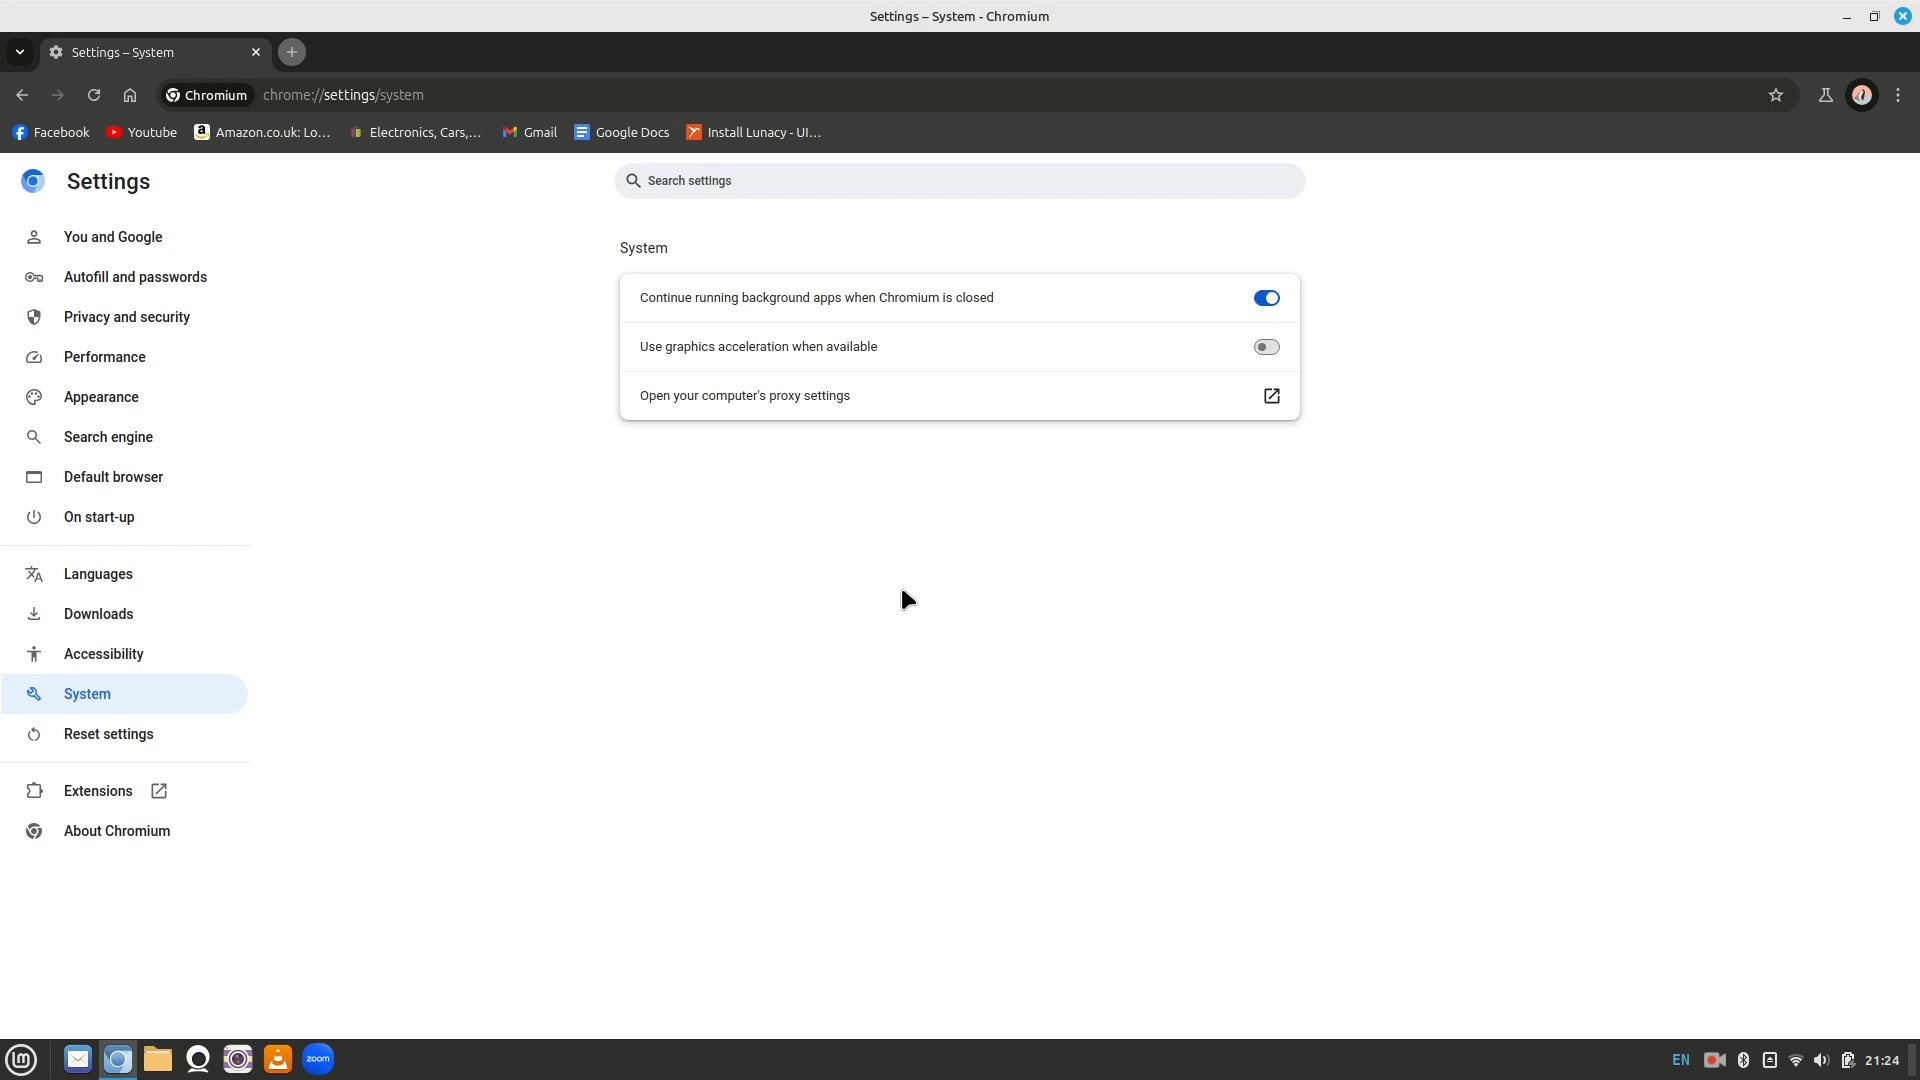 Settings – System - Chromium
Settings – System
Chromium
chrome://settings/system
Facebook
Youtube
Amazon.co.uk: Lo...
Electronics, Cars,...
Gmail
Google Docs
Install Lunacy - UI...
Settings
Search settings
You and Google
Autofill and passwords
Privacy and security
Performance
Appearance
Search engine
Default browser
On start-up
Languages
Downloads
Accessibility
System
Reset settings
Extensions
About Chromium
System
Continue running background apps when Chromium is closed
Use graphics acceleration when available
Open your computer's proxy settings
zoom
EN
21:24